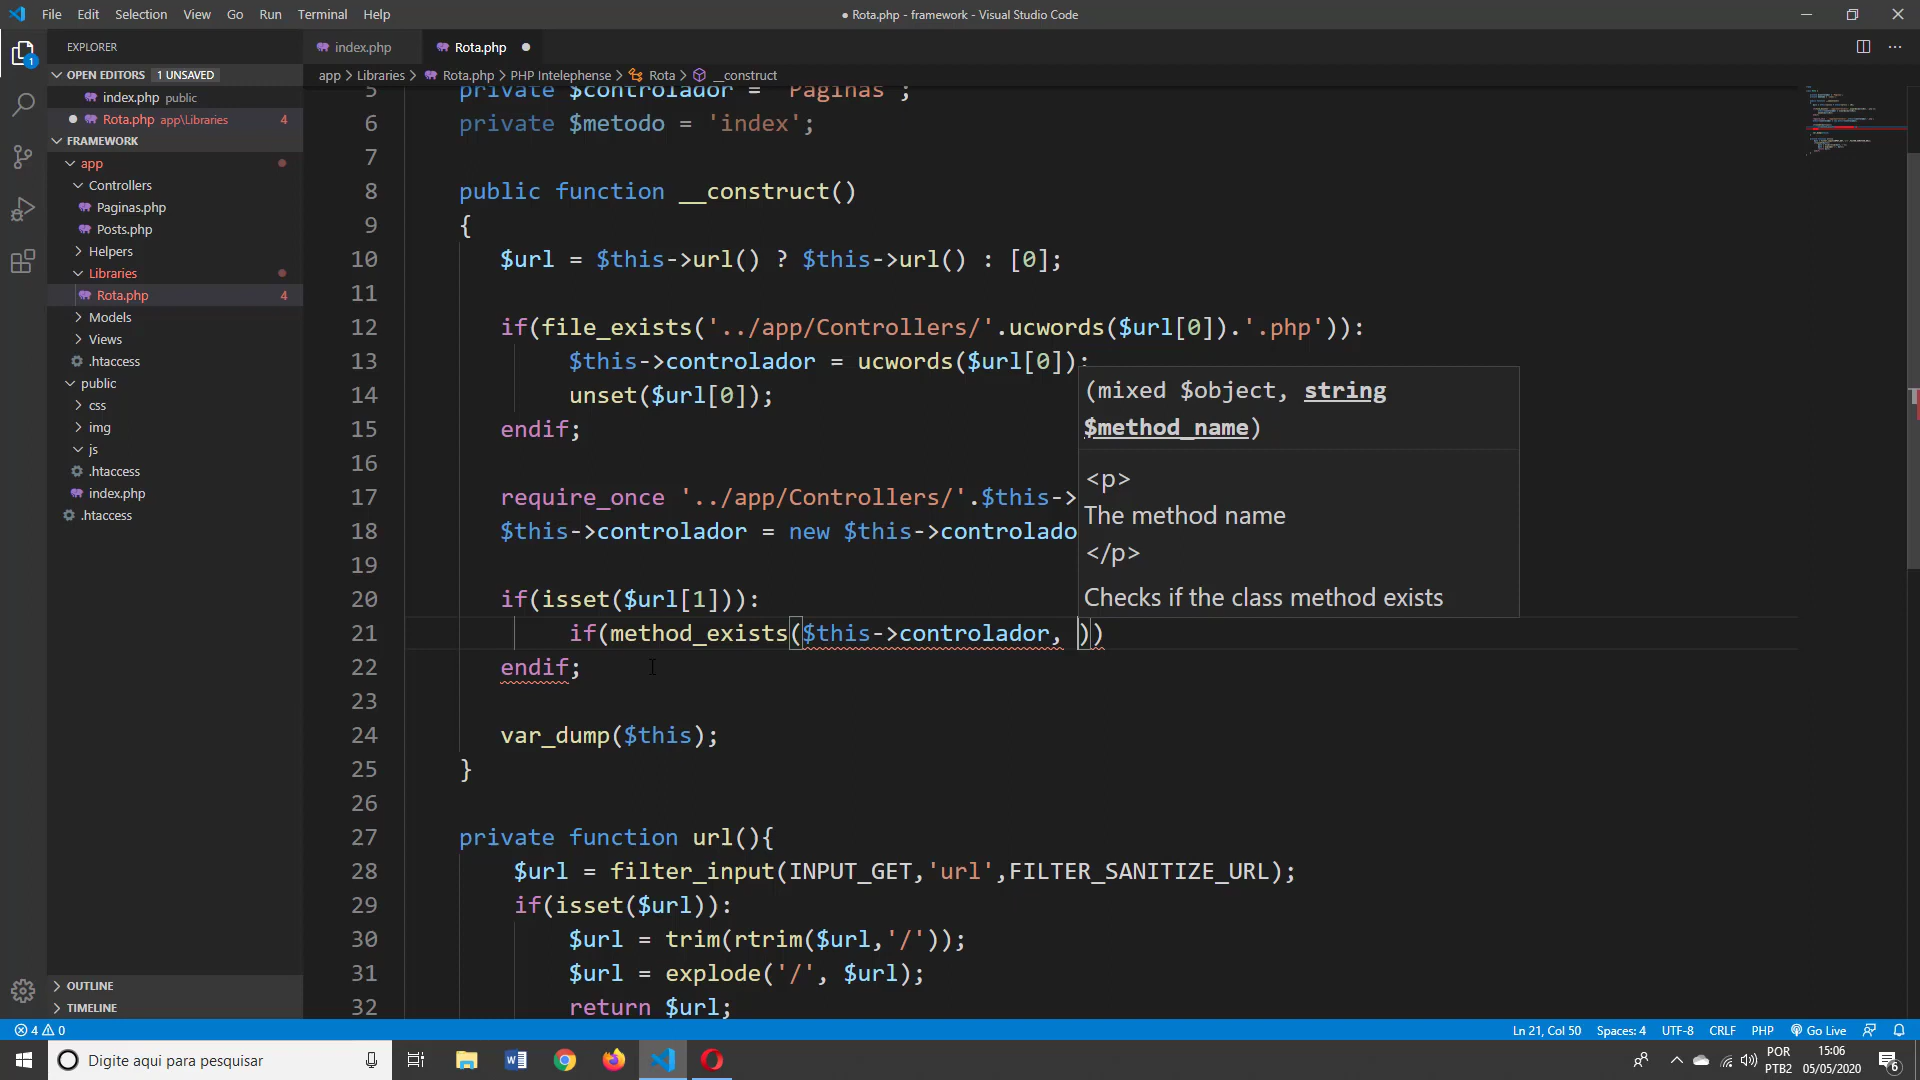 File Edit Selection View Go Run Terminal Help
● Rota.php - framework - Visual Studio Code
EXPLORER
OPEN EDITORS 1 UNSAVED
index.php public
Rota.php app\Libraries 4
FRAMEWORK
app
Controllers
Paginas.php
Posts.php
Helpers
Libraries
Rota.php 4
Models
Views
.htaccess
public
css
img
js
.htaccess
index.php
.htaccess
OUTLINE
TIMELINE
1
index.php Rota.php
app > Libraries > Rota.php > PHP Intelephense > Rota > __construct
5 private $controlador = 'Paginas';
6 private $metodo = 'index';
7
8 public function __construct()
9 {
10 $url = $this->url() ? $this->url() : [0];
11
12 if(file_exists('../app/Controllers/'.ucwords($url[0]).'.php')):
13 $this->controlador = ucwords($url[0]);
14 unset($url[0]);
15 endif;
16
17 require_once '../app/Controllers/'.$this->
18 $this->controlador = new $this->controlado
19
20 if(isset($url[1])):
21 if(method_exists($this->controlador, ))
22 endif;
23
24 var_dump($this);
25 }
26
27 private function url(){
28 $url = filter_input(INPUT_GET,'url',FILTER_SANITIZE_URL);
29 if(isset($url)):
30 $url = trim(rtrim($url,'/'));
31 $url = explode('/', $url);
32 return $url;
(mixed $object, string
$method_name)
<p>
The method name
</p>
Checks if the class method exists
4 0
Ln 21, Col 50 Spaces: 4 UTF-8 CRLF PHP Go Live
Digite aqui para pesquisar
POR
PTB2
15:06
05/05/2020
6